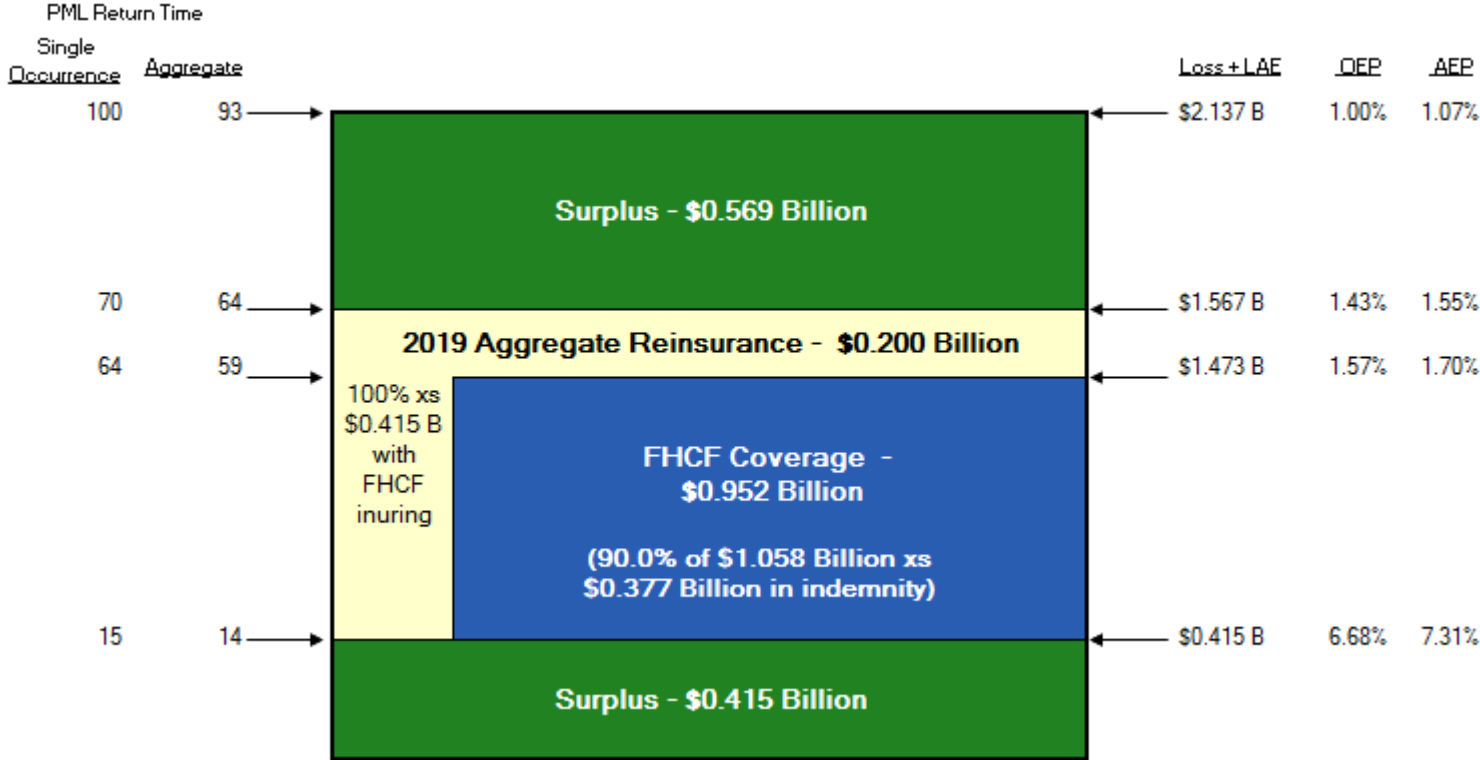 PML Return Time
Single
Occurrence Aggregate Loss + LAE OEP AEP
100 93 $2.137 B 1.00% 1.07%
Surplus - $0.569 Billion
70 64 $1.567 B 1.43% 1.55%
2019 Aggregate Reinsurance - $0.200 Billion
64 59 $1.473 B 1.57% 1.70%
100% xs
$0.415 B
with
FHCF
inuring
FHCF Coverage -
$0.952 Billion
(90.0% of $1.058 Billion xs
$0.377 Billion in indemnity)
15 14 $0.415 B 6.68% 7.31%
Surplus - $0.415 Billion